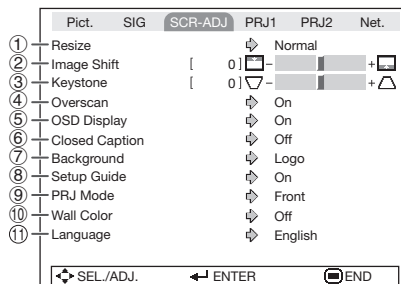 Pict. SIG SCR-ADJ PRJ1 PRJ2 Net.
① Resize Normal
② Image Shift [ 0 ] - +
③ Keystone [ 0 ] - +
④ Overscan On
⑤ OSD Display On
⑥ Closed Caption Off
⑦ Background Logo
⑧ Setup Guide On
⑨ PRJ Mode Front
⑩ Wall Color Off
⑪ Language English
SEL./ADJ. ENTER END